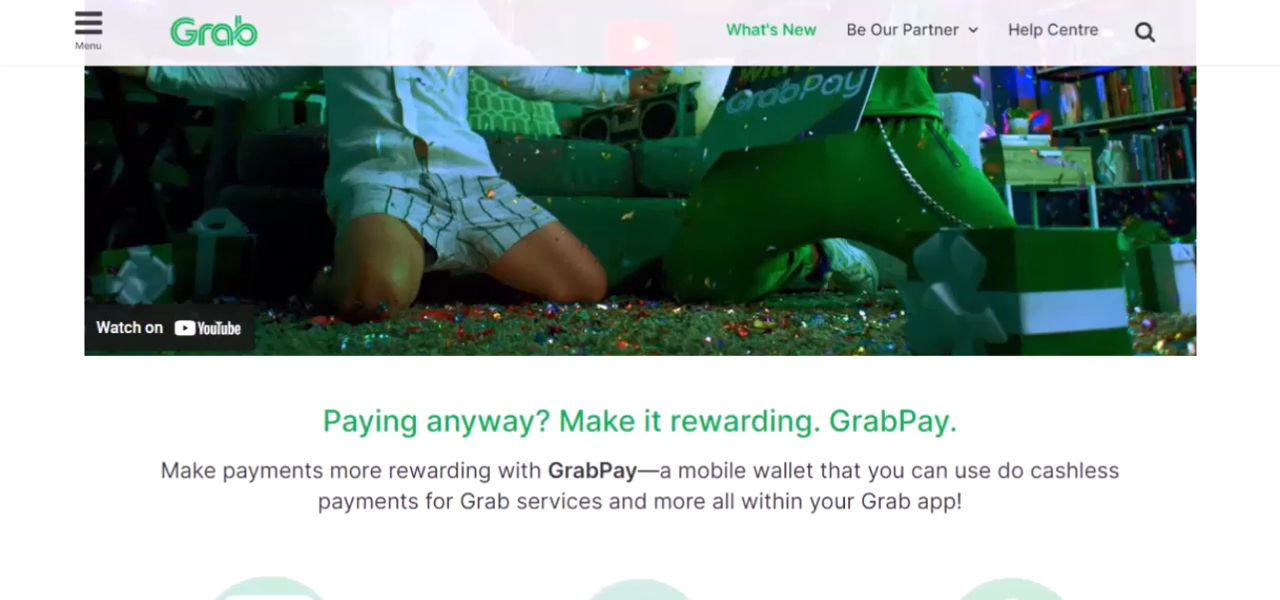 Menu
Grab
What's New
Be Our Partner
Help Centre
GrabPay
Watch on YouTube
Paying anyway? Make it rewarding. GrabPay.
Make payments more rewarding with GrabPay—a mobile wallet that you can use do cashless
payments for Grab services and more all within your Grab app!